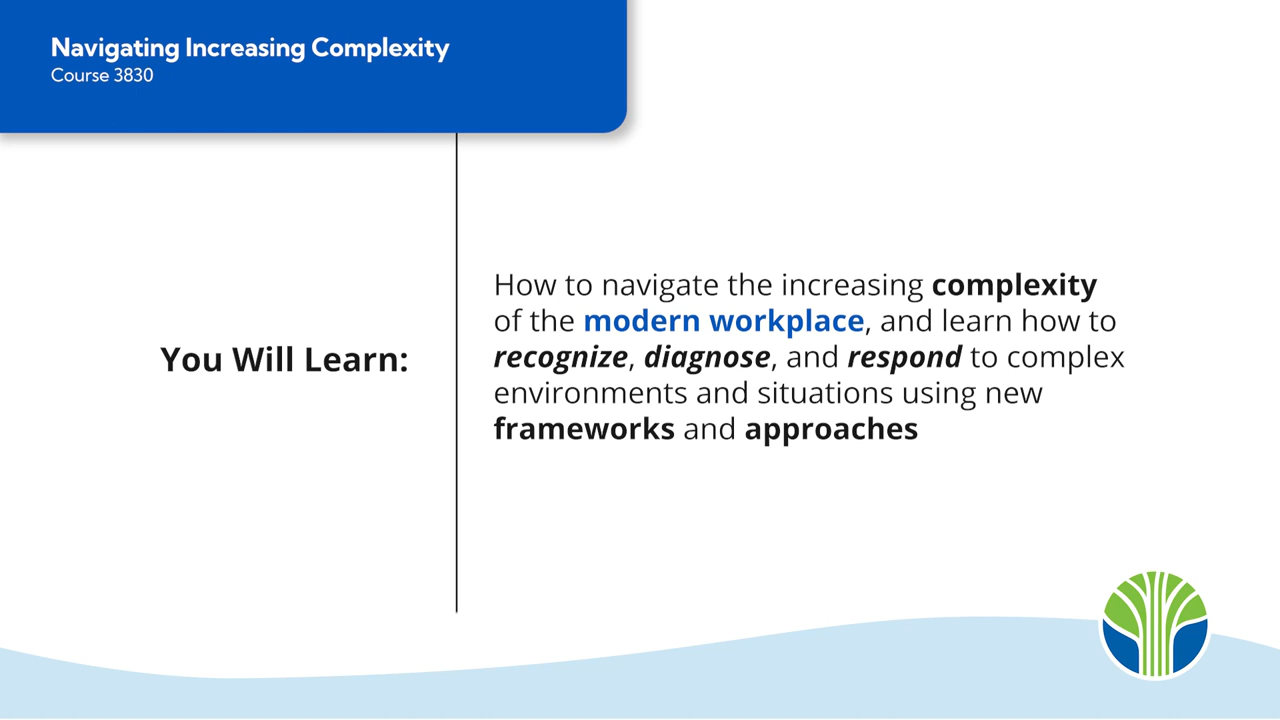 Navigating Increasing Complexity
Course 3830
You Will Learn:
How to navigate the increasing complexity
of the modern workplace, and learn how to
recognize, diagnose, and respond to complex
environments and situations using new
frameworks and approaches